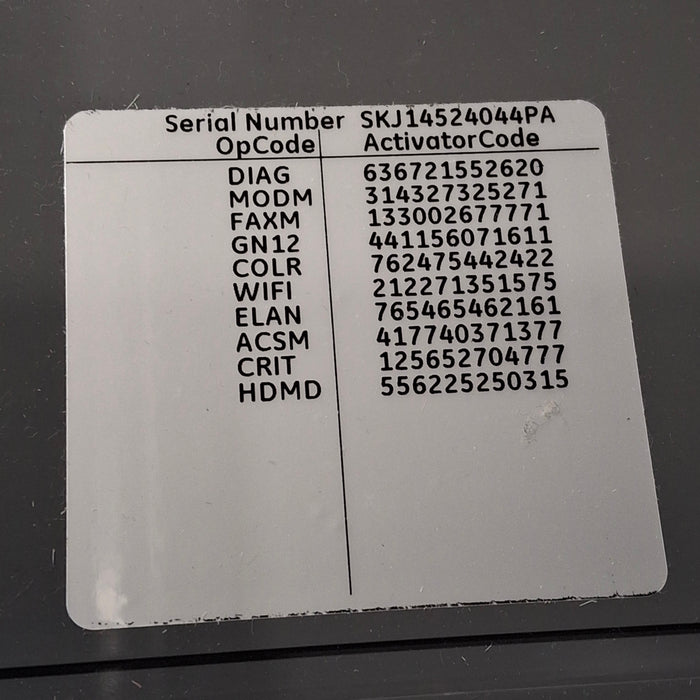 Serial Number SKJ14524044PA
OpCode ActivatorCode
DIAG 636721552620
MODM 314327325271
FAXM 133002677771
GN12 441156071611
COLR 762475442422
WIFI 212271351575
ELAN 765465462161
ACSM 417740371377
CRIT 125652704777
HDMD 556225250315